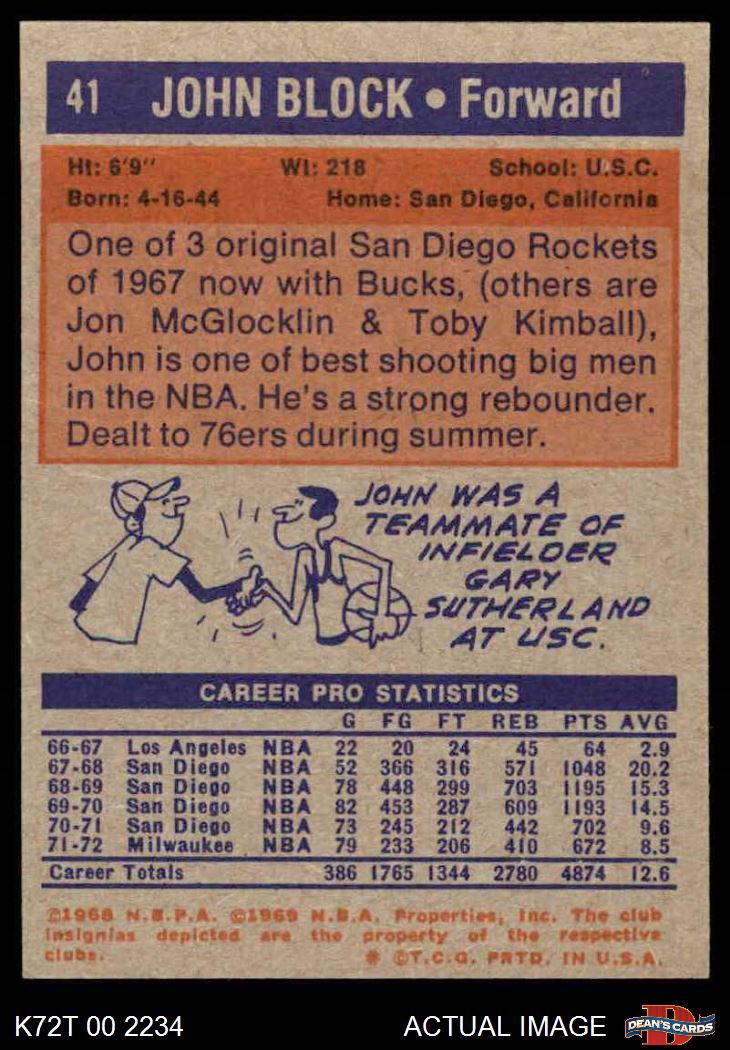 41 JOHN BLOCK • Forward
Ht: 6'9" Wt: 218 School: U.S.C.
Born: 4-16-44 Home: San Diego, California
One of 3 original San Diego Rockets
of 1967 now with Bucks, (others are
Jon McGlocklin & Toby Kimball),
John is one of best shooting big men
in the NBA. He's a strong rebounder.
Dealt to 76ers during summer.
JOHN WAS A
TEAMMATE OF
INFIELDER
GARY
SUTHERLAND
AT USC.
CAREER PRO STATISTICS
G FG FT REB PTS AVG
66-67 Los Angeles NBA 22 20 24 45 64 2.9
67-68 San Diego NBA 52 366 316 571 1048 20.2
68-69 San Diego NBA 78 448 299 703 1195 15.3
69-70 San Diego NBA 82 453 287 609 1193 14.5
70-71 San Diego NBA 73 245 212 442 702 9.6
71-72 Milwaukee NBA 79 233 206 410 672 8.5
Career Totals 386 1765 1344 2780 4874 12.6
©1968 N.B.P.A. ©1969 N.B.A. Properties, Inc. The club
insignias depicted are the property of the respective
clubs. * ©T.C.G. PRTD. IN U.S.A.
K72T 00 2234 ACTUAL IMAGE D DEAN'S CARDS